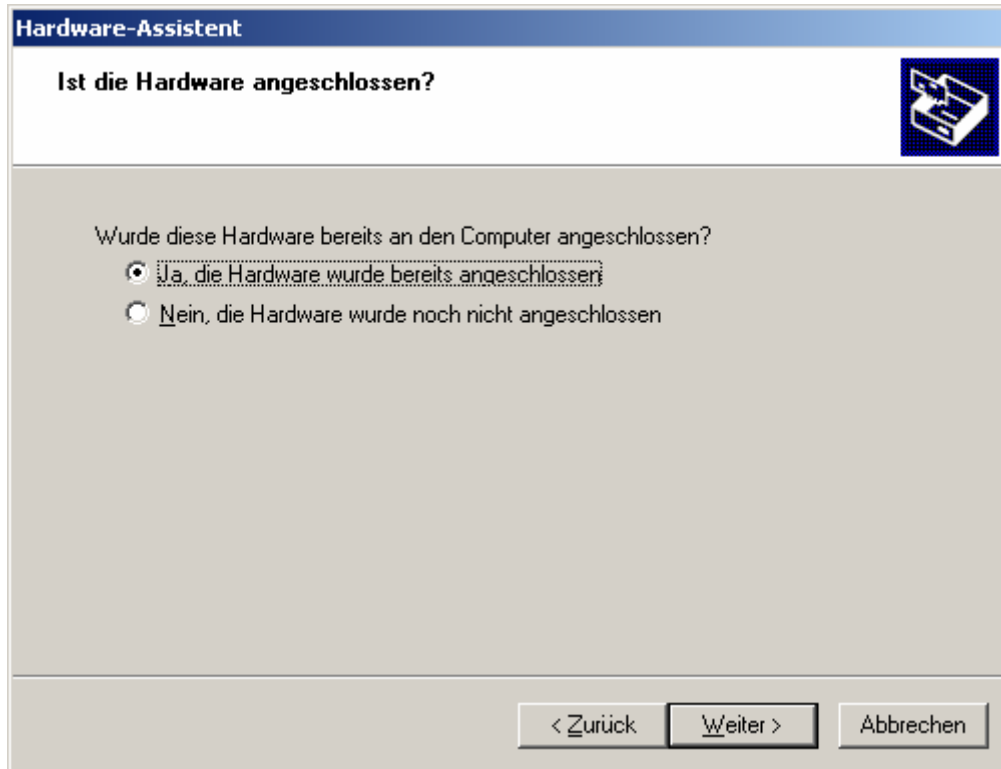 Hardware-Assistent
Ist die Hardware angeschlossen?
Wurde diese Hardware bereits an den Computer angeschlossen?
Ja, die Hardware wurde bereits angeschlossen
Nein, die Hardware wurde noch nicht angeschlossen
< Zurück Weiter > Abbrechen